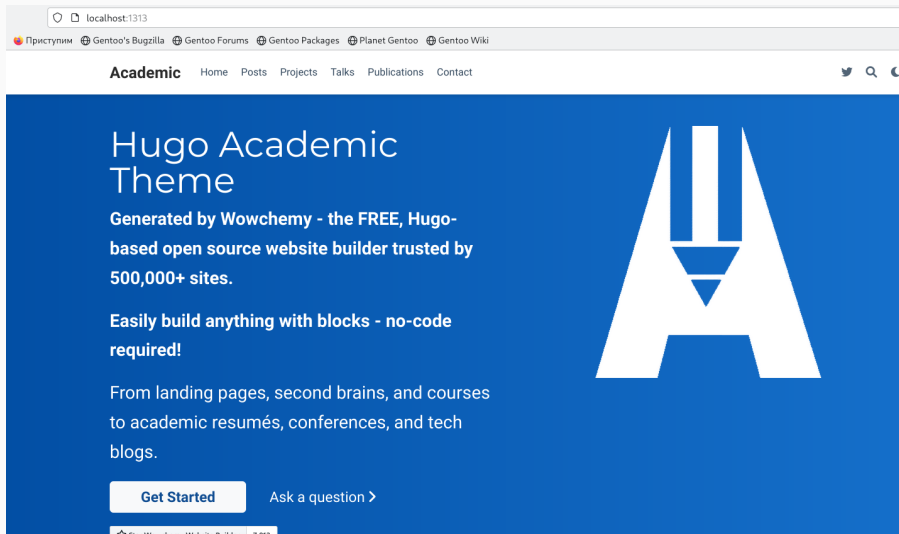 localhost:1313
Приступим Gentoo's Bugzilla Gentoo Forums Gentoo Packages Planet Gentoo Gentoo Wiki
Academic Home Posts Projects Talks Publications Contact
Hugo Academic
Theme
Generated by Wowchemy - the FREE, Hugo-
based open source website builder trusted by
500,000+ sites.
Easily build anything with blocks - no-code
required!
From landing pages, second brains, and courses
to academic resumés, conferences, and tech
blogs.
Get Started Ask a question